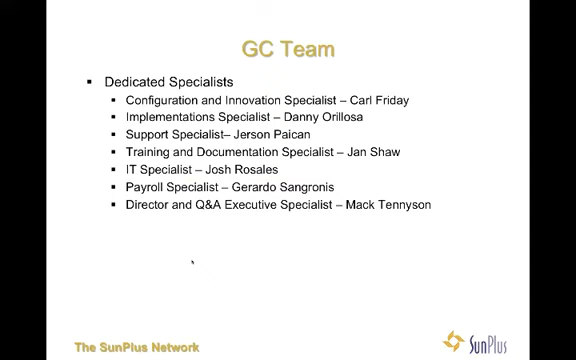 GC Team
Dedicated Specialists
Configuration and Innovation Specialist – Carl Friday
Implementations Specialist – Danny Orillosa
Support Specialist– Jerson Paican
Training and Documentation Specialist – Jan Shaw
IT Specialist – Josh Rosales
Payroll Specialist – Gerardo Sangronis
Director and Q&A Executive Specialist – Mack Tennyson
The SunPlus Network
SunPlus